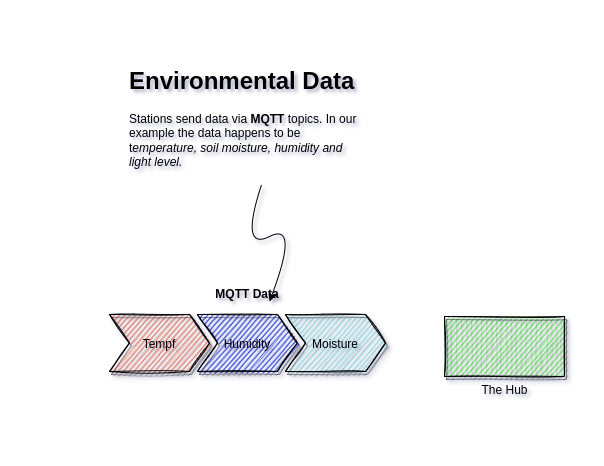 Environmental Data
Stations send data via MQTT topics. In our
example the data happens to be
temperature, soil moisture, humidity and
light level.
MQTT Data
Tempf
Humidity
Moisture
The Hub